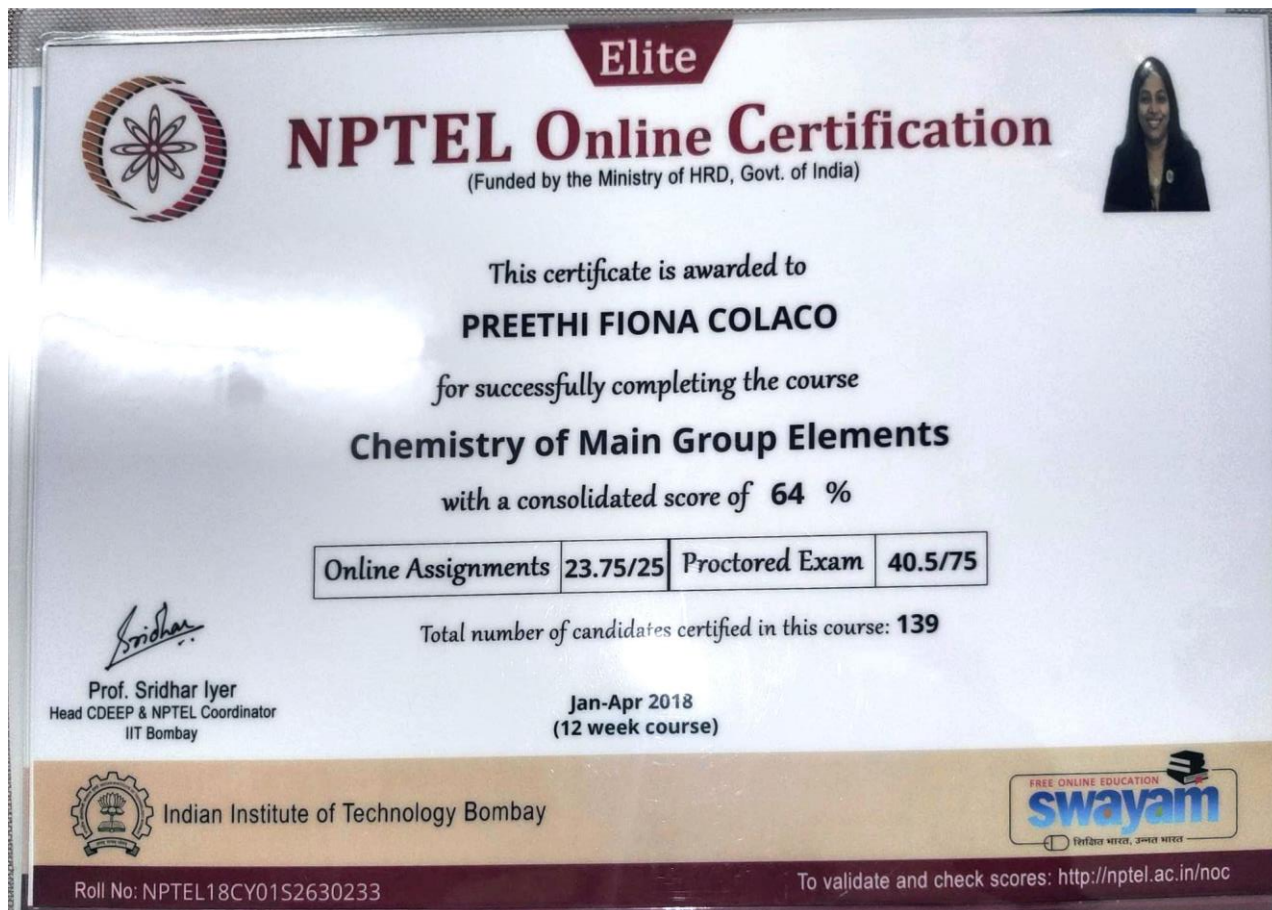 Elite
NPTEL Online Certification
(Funded by the Ministry of HRD, Govt. of India)
This certificate is awarded to
PREETHI FIONA COLACO
for successfully completing the course
Chemistry of Main Group Elements
with a consolidated score of 64 %
Online Assignments 23.75/25 Proctored Exam 40.5/75
Total number of candidates certified in this course: 139
Sridhar
Prof. Sridhar Iyer
Head CDEEP & NPTEL Coordinator
IIT Bombay
Jan-Apr 2018
(12 week course)
Indian Institute of Technology Bombay
FREE ONLINE EDUCATION
swayam
शिक्षित भारत, उन्नत भारत
Roll No: NPTEL18CY01S2630233
To validate and check scores: http://nptel.ac.in/noc